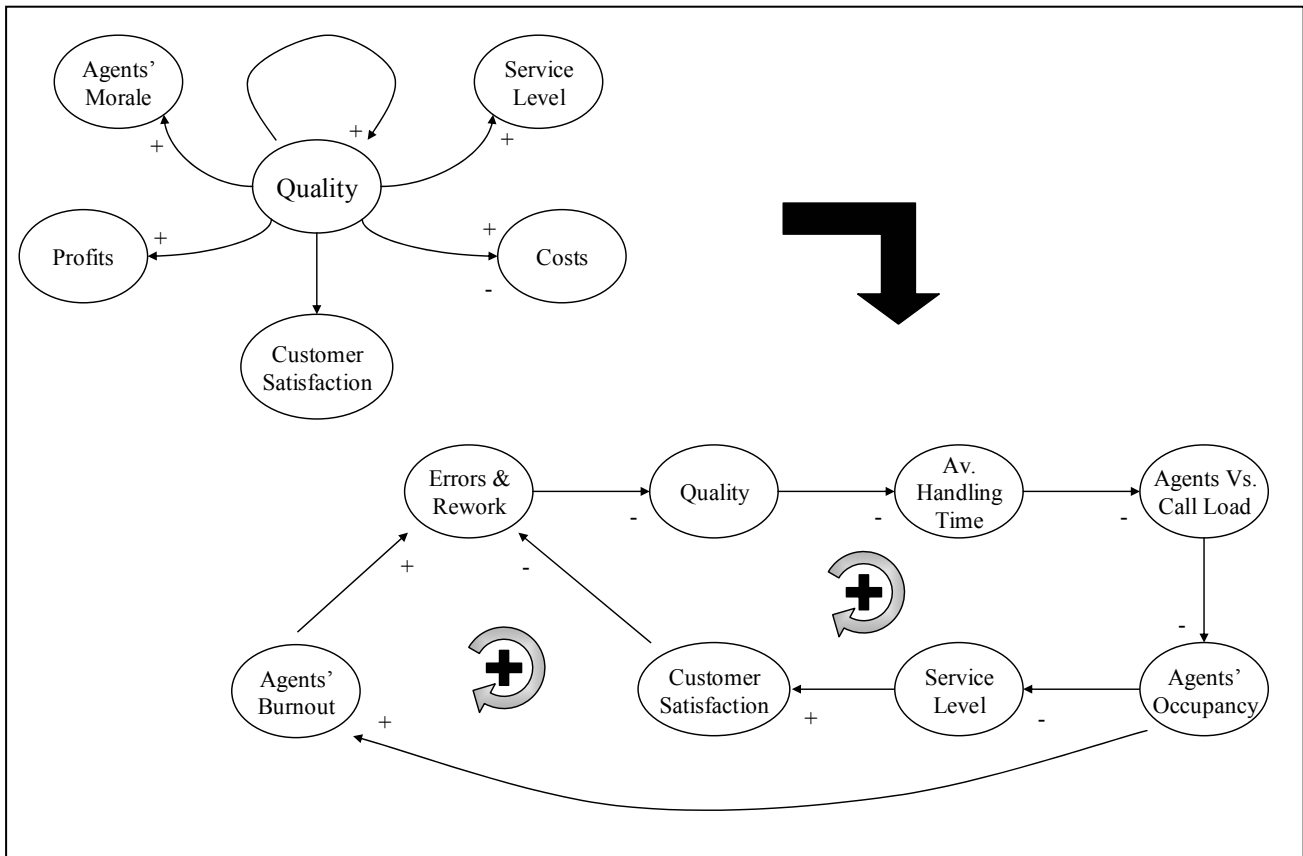 Agents'
Morale
Service
Level
+
+
+
Quality
Profits
+
+
Costs
-
Customer
Satisfaction
Errors &
Rework
Quality
Av.
Handling
Time
Agents Vs.
Call Load
-
-
-
+
-
-
Agents'
Burnout
Customer
Satisfaction
Service
Level
Agents'
Occupancy
+
+
-